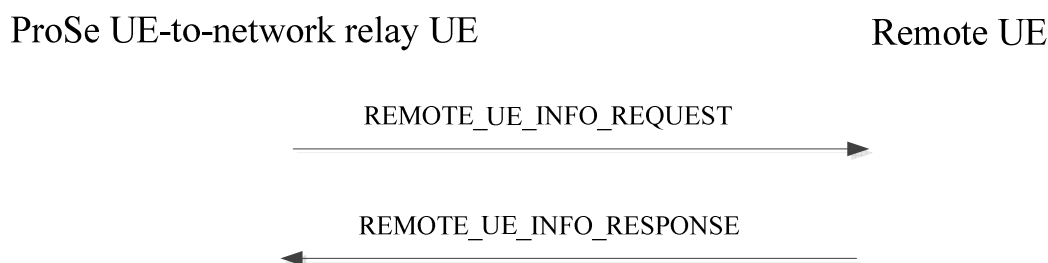 ProSe UE-to-network relay UE
Remote UE
REMOTE_UE_INFO_REQUEST
REMOTE_UE_INFO_RESPONSE